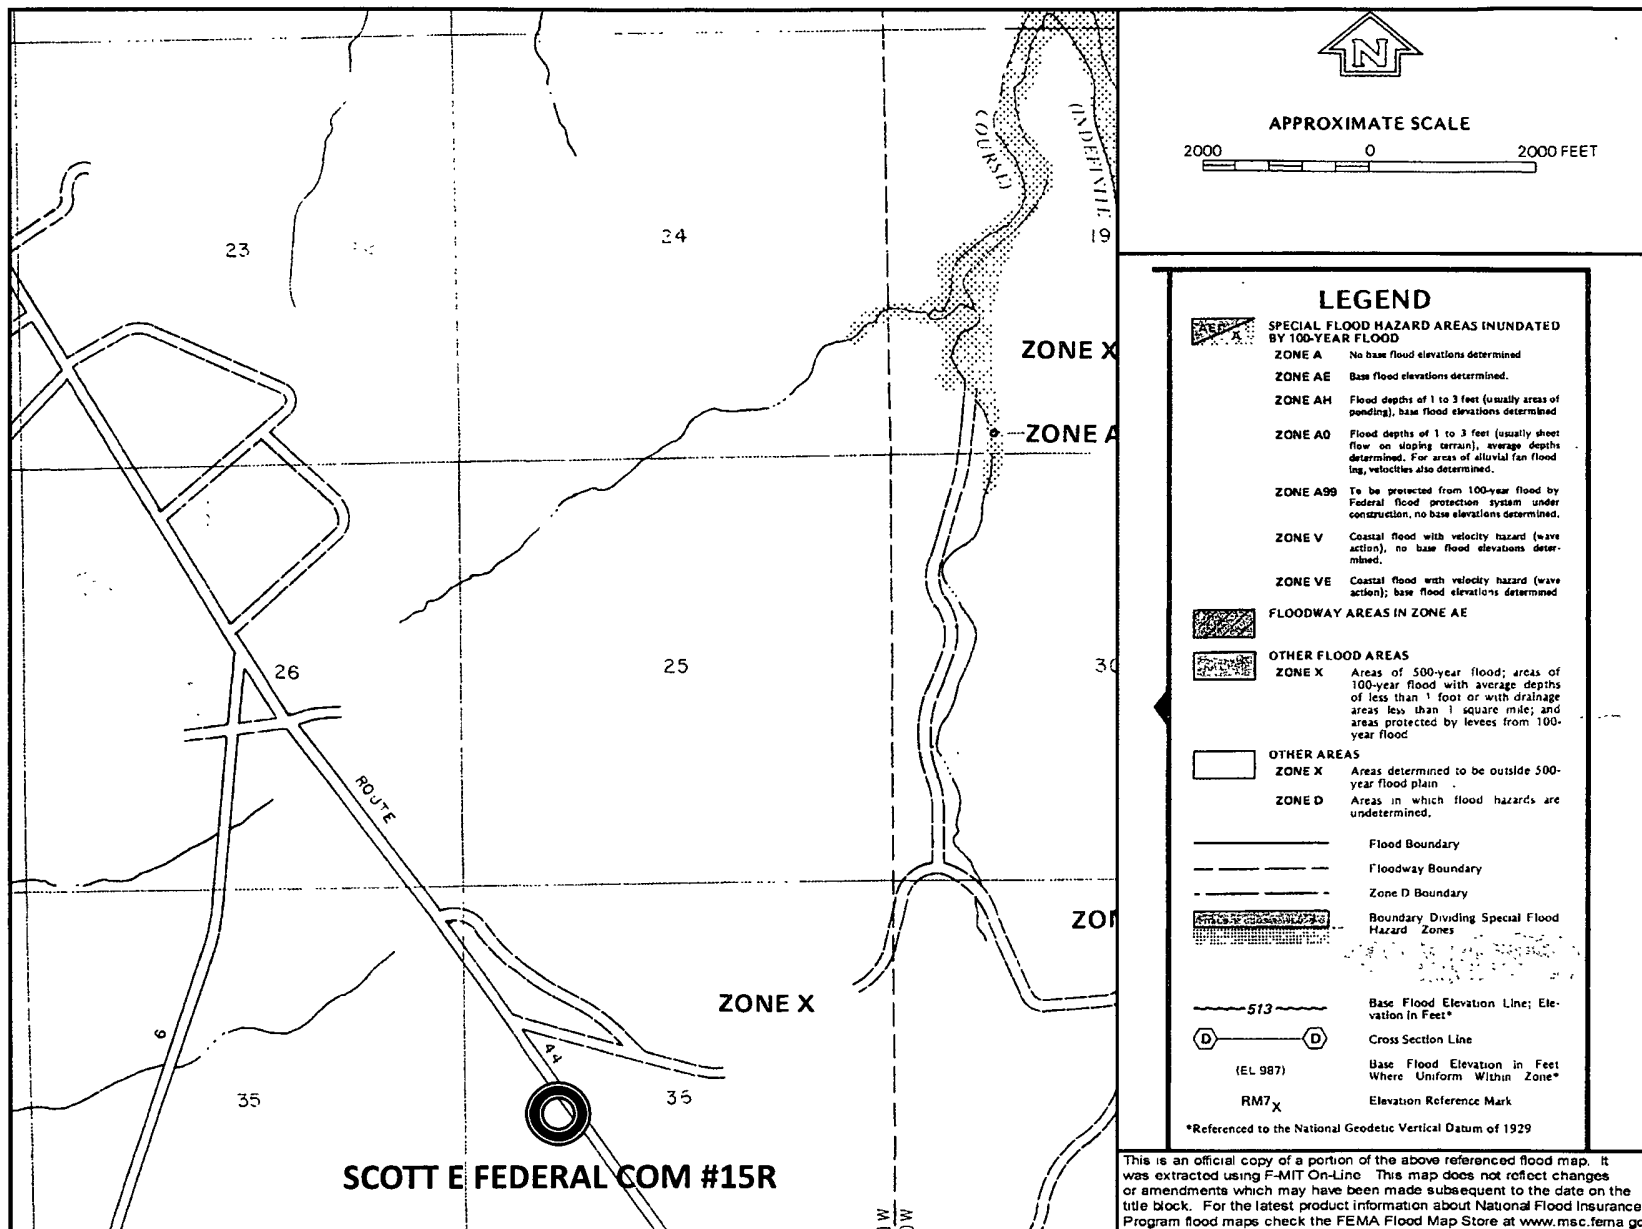 N
APPROXIMATE SCALE
2000 0 2000 FEET
(INDEFINITE
COURSE)
23
24
19
ZONE X
ZONE A
26
25
ROUTE
ZONE X
6
44
35
SCOTT E FEDERAL COM #15R
LEGEND
SPECIAL FLOOD HAZARD AREAS INUNDATED
BY 100-YEAR FLOOD
ZONE A No base flood elevations determined
ZONE AE Base flood elevations determined.
ZONE AH Flood depths of 1 to 3 feet (usually areas of
ponding), base flood elevations determined
ZONE AO Flood depths of 1 to 3 feet (usually sheet
flow on sloping terrain), average depths
determined. For areas of alluvial fan flood
ing, velocities also determined.
ZONE A99 To be protected from 100-year flood by
Federal flood protection system under
construction, no base elevations determined.
ZONE V Coastal flood with velocity hazard (wave
action), no base flood elevations deter-
mined.
ZONE VE Coastal flood with velocity hazard (wave
action); base flood elevations determined
FLOODWAY AREAS IN ZONE AE
OTHER FLOOD AREAS
ZONE X Areas of 500-year flood; areas of
100-year flood with average depths
of less than 1 foot or with drainage
areas less than 1 square mile; and
areas protected by levees from 100-
year flood
OTHER AREAS
ZONE X Areas determined to be outside 500-
year flood plain .
ZONE D Areas in which flood hazards are
undetermined.
Flood Boundary
Floodway Boundary
Zone D Boundary
Boundary Dividing Special Flood
Hazard Zones
513 Base Flood Elevation Line; Ele-
vation in Feet*
D D Cross Section Line
(EL 987) Base Flood Elevation in Feet
Where Uniform Within Zone*
RM7X Elevation Reference Mark
*Referenced to the National Geodetic Vertical Datum of 1929
This is an official copy of a portion of the above referenced flood map. It
was extracted using F-MIT On-Line This map does not reflect changes
or amendments which may have been made subsequent to the date on the
title block. For the latest product information about National Flood Insurance
Program flood maps check the FEMA Flood Map Store at www.msc.fema